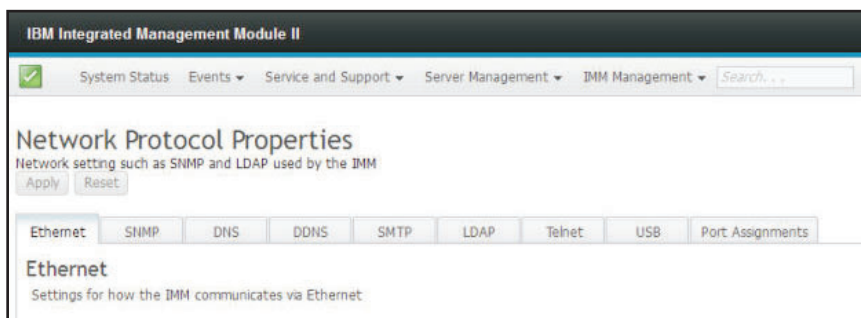 IBM Integrated Management Module II
System Status Events Service and Support Server Management IMM Management Search. . .
Network Protocol Properties
Network setting such as SNMP and LDAP used by the IMM
Apply Reset
Ethernet SNMP DNS DDNS SMTP LDAP Telnet USB Port Assignments
Ethernet
Settings for how the IMM communicates via Ethernet